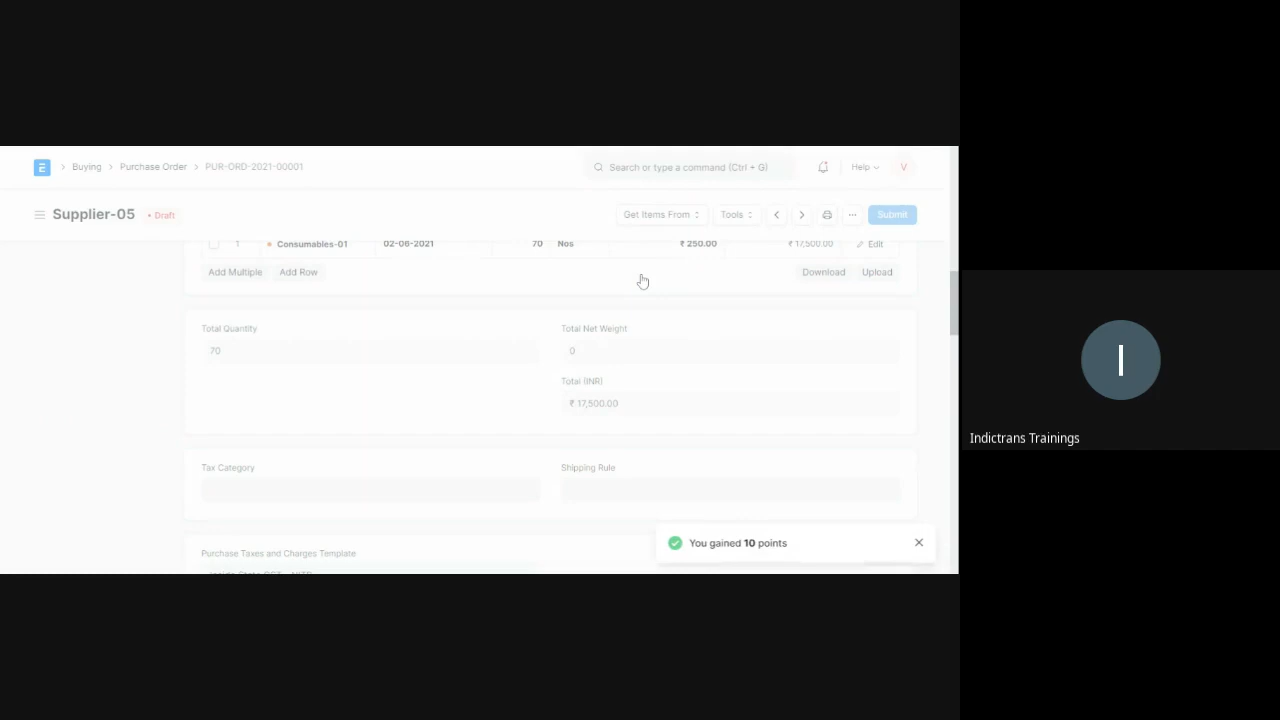 E > Buying > Purchase Order > PUR-ORD-2021-00001 Search or type a command (Ctrl + G) Help V
Supplier-05 • Draft Get Items From Tools ... Submit
1 Consumables-01 02-06-2021 70 Nos ₹ 250.00 ₹ 17,500.00 Edit
Add Multiple Add Row Download Upload
Total Quantity Total Net Weight
70 0
Total (INR)
₹ 17,500.00
Tax Category Shipping Rule
You gained 10 points
Purchase Taxes and Charges Template
I
Indictrans Trainings